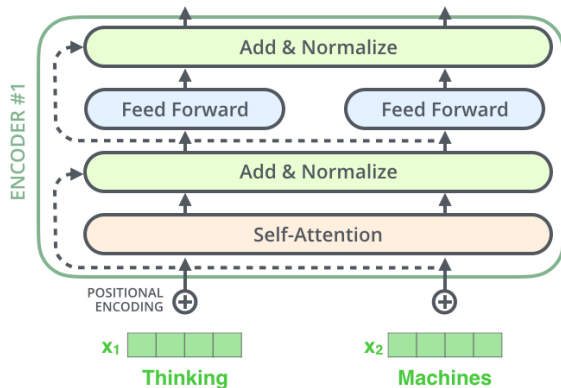 ENCODER #1
Add & Normalize
Feed Forward
Feed Forward
Add & Normalize
Self-Attention
POSITIONAL
ENCODING
x₁
x₂
Thinking
Machines